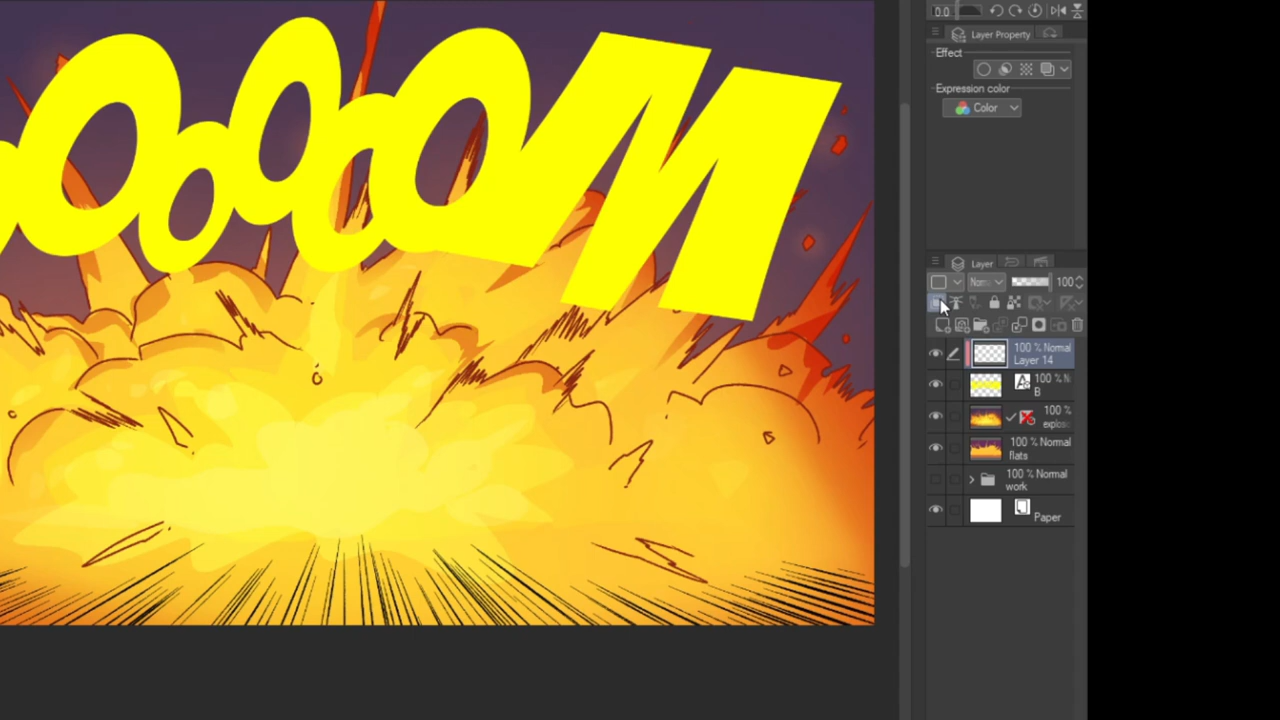 OOOOOOM
0.0
Layer Property
Effect
Expression color
Color
Layer
100
100 % Normal
Layer 14
100 % N
B
100 %
100 % Normal
flats
100 % Normal
work
Paper